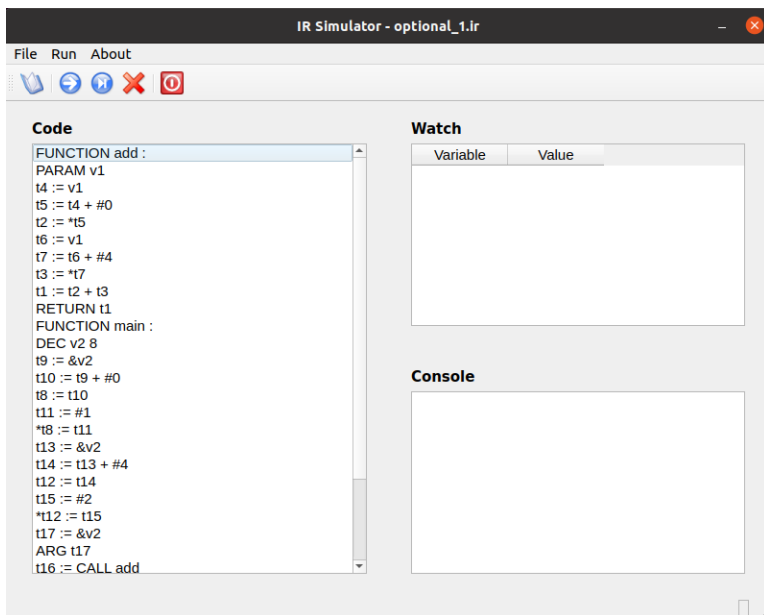 IR Simulator - optional_1.ir
File Run About
Code
FUNCTION add :
PARAM v1
t4 := v1
t5 := t4 + #0
t2 := *t5
t6 := v1
t7 := t6 + #4
t3 := *t7
t1 := t2 + t3
RETURN t1
FUNCTION main :
DEC v2 8
t9 := &v2
t10 := t9 + #0
t8 := t10
t11 := #1
*t8 := t11
t13 := &v2
t14 := t13 + #4
t12 := t14
t15 := #2
*t12 := t15
t17 := &v2
ARG t17
t16 := CALL add
Watch
Variable Value
Console